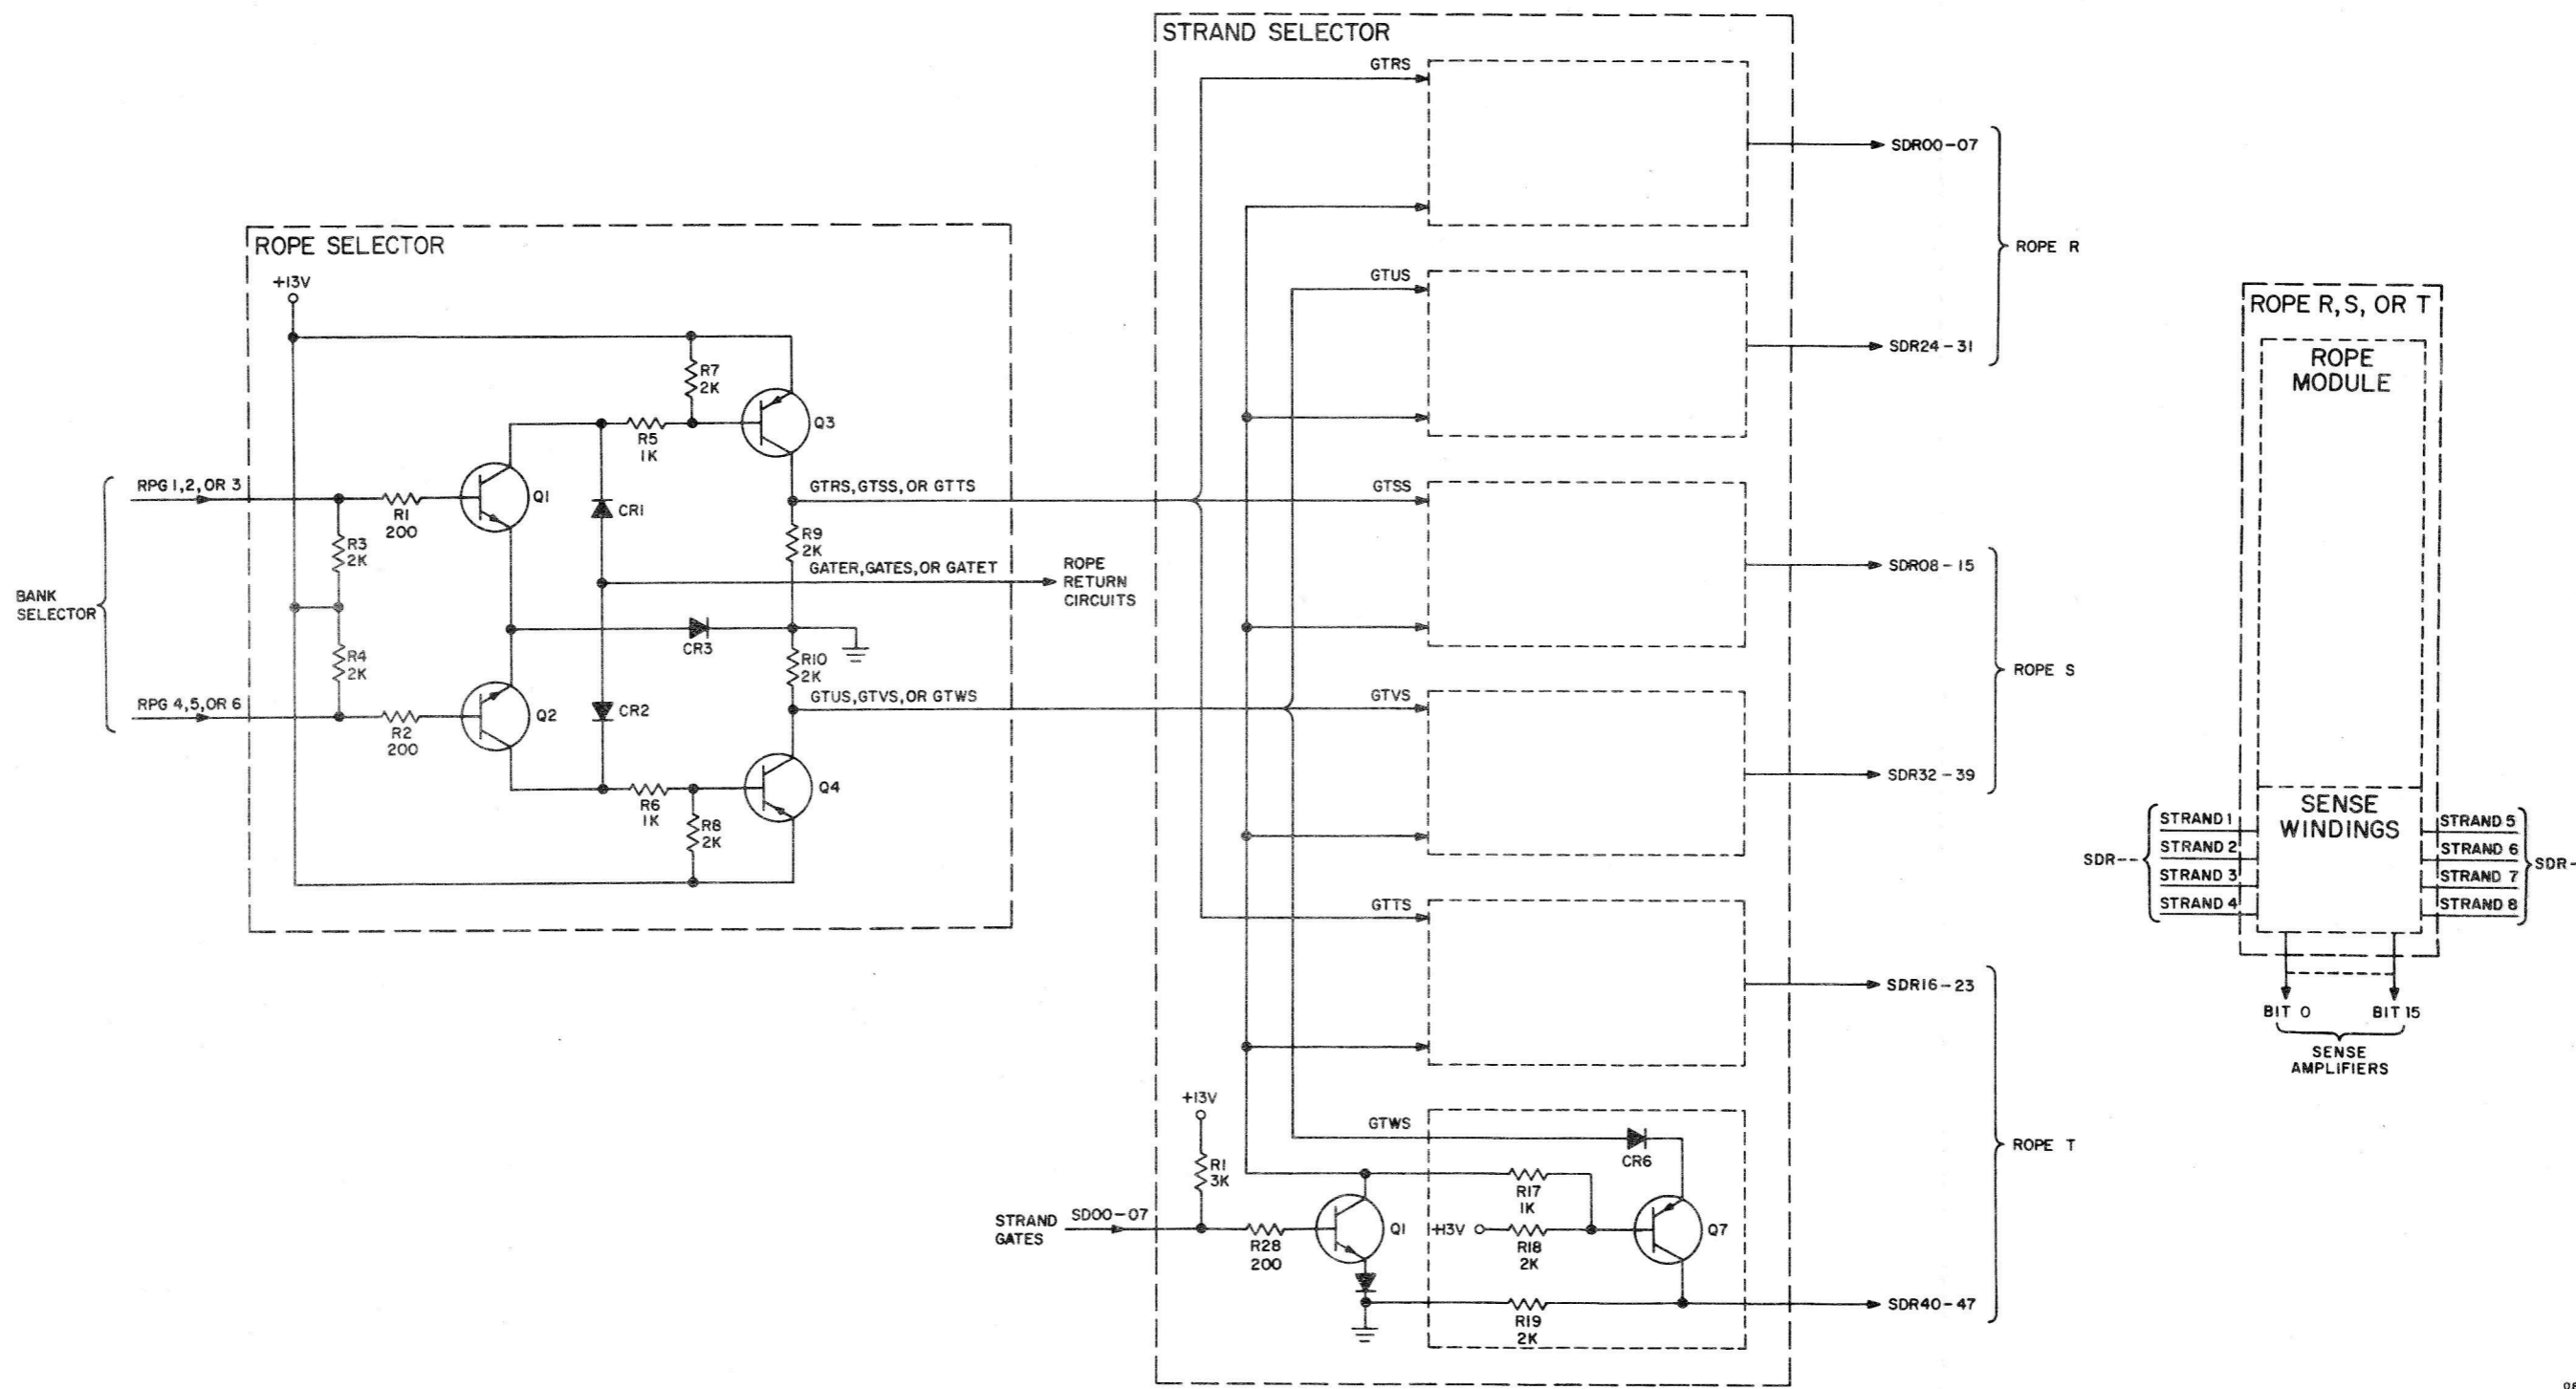 STRAND SELECTOR
GTRS
SDR00-07
ROPE R
GTUS
SDR24-31
GTSS
SDR08-15
ROPE S
GTVS
SDR32-39
GTTS
SDR16-23
ROPE T
GTWS
CR6
+13V
R1
3K
R17
1K
STRAND
GATES
SD00-07
R28
200
Q1
+13V
R18
2K
Q7
R19
2K
SDR40-47
ROPE SELECTOR
+13V
R7
2K
Q3
R5
1K
BANK
SELECTOR
RPG 1,2,OR 3
R1
200
Q1
CR1
GTRS,GTSS,OR GTTS
R3
2K
R9
2K
GATER,GATES,OR GATET
ROPE
RETURN
CIRCUITS
CR3
R4
2K
R10
2K
RPG 4,5,OR 6
R2
200
Q2
CR2
GTUS,GTVS,OR GTWS
R6
1K
Q4
R8
2K
ROPE R, S, OR T
ROPE
MODULE
SENSE
WINDINGS
SDR--
STRAND 1
STRAND 2
STRAND 3
STRAND 4
STRAND 5
STRAND 6
STRAND 7
STRAND 8
SDR-
BIT 0
BIT 15
SENSE
AMPLIFIERS